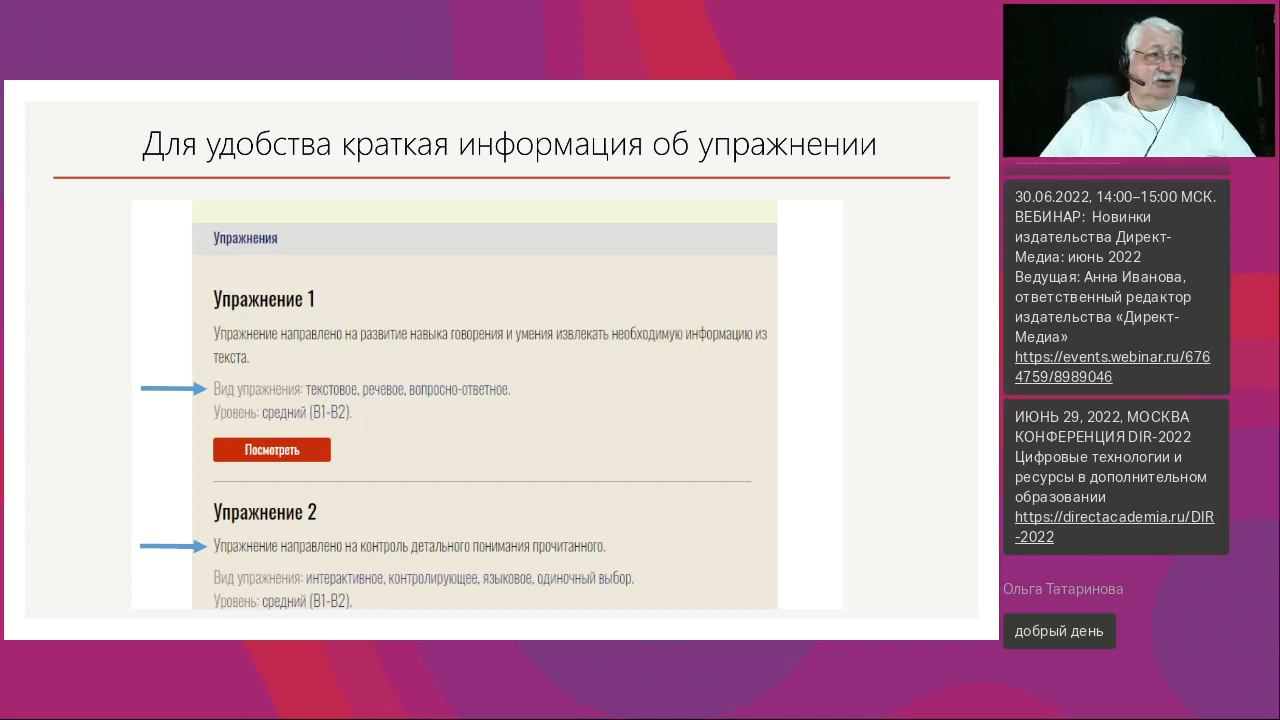 Для удобства краткая информация об упражнении
Упражнения
Упражнение 1
Упражнение направлено на развитие навыка говорения и умения извлекать необходимую информацию из
текста.
Вид упражнения: текстовое, речевое, вопросно-ответное.
Уровень: средний (B1-B2).
Посмотреть
Упражнение 2
Упражнение направлено на контроль детального понимания прочитанного.
Вид упражнения: интерактивное, контролирующее, языковое, одиночный выбор.
Уровень: средний (B1-B2).
30.06.2022, 14:00–15:00 МСК.
ВЕБИНАР: Новинки
издательства Директ-
Медиа: июнь 2022
Ведущая: Анна Иванова,
ответственный редактор
издательства «Директ-
Медиа»
https://events.webinar.ru/676
4759/8989046
ИЮНЬ 29, 2022, МОСКВА
КОНФЕРЕНЦИЯ DIR-2022
Цифровые технологии и
ресурсы в дополнительном
образовании
https://directacademia.ru/DIR
-2022
Ольга Татаринова
добрый день